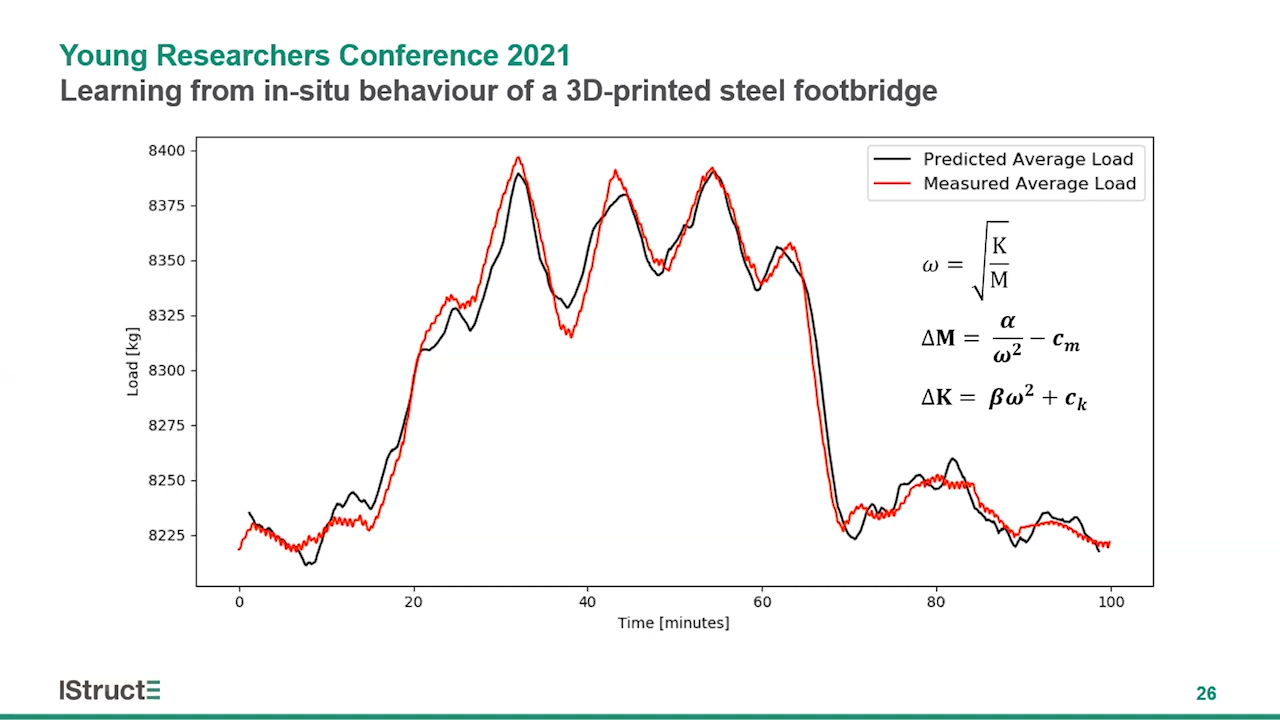 Young Researchers Conference 2021
Learning from in-situ behaviour of a 3D-printed steel footbridge
8400
8375
8350
8325
8300
8275
8250
8225
Load [kg]
0 20 40 60 80 100
Time [minutes]
Predicted Average Load
Measured Average Load
ω = √(K/M)
ΔM = α/ω² − cₘ
ΔK = βω² + cₖ
IStructE
26